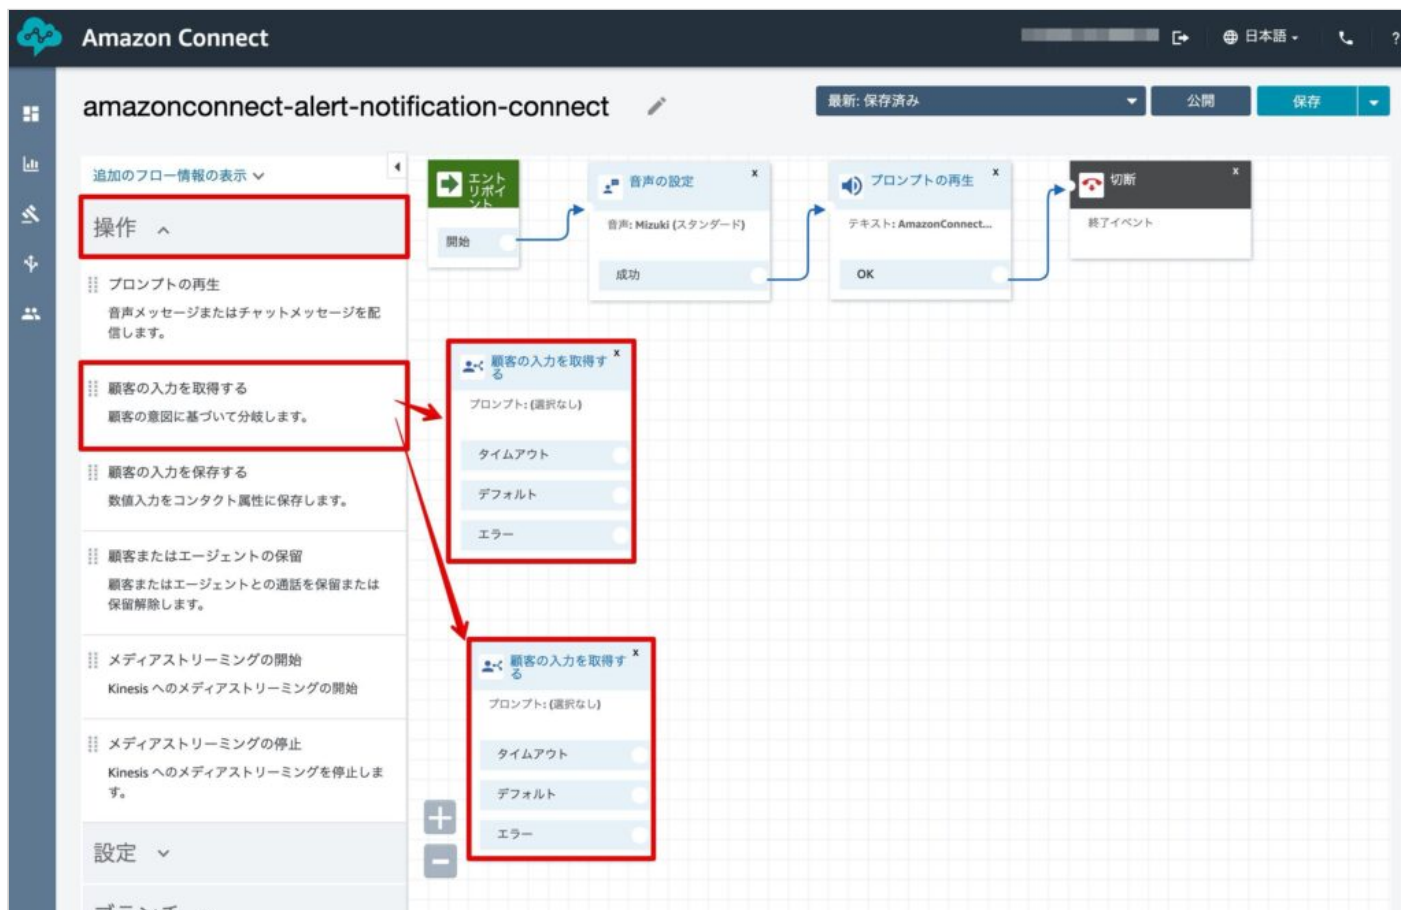 Amazon Connect
日本語
?
amazonconnect-alert-notification-connect
最新: 保存済み
公開
保存
追加のフロー情報の表示
操作
プロンプトの再生
音声メッセージまたはチャットメッセージを配
信します。
顧客の入力を取得する
顧客の意図に基づいて分岐します。
顧客の入力を保存する
数値入力をコンタクト属性に保存します。
顧客またはエージェントの保留
顧客またはエージェントとの通話を保留または
保留解除します。
メディアストリーミングの開始
Kinesis へのメディアストリーミングの開始
メディアストリーミングの停止
Kinesis へのメディアストリーミングを停止しま
す。
設定
ブランチ
エント
リポイ
ント
開始
音声の設定
x
音声: Mizuki (スタンダード)
成功
プロンプトの再生
x
テキスト: AmazonConnect...
OK
切断
x
終了イベント
顧客の入力を取得す
る
x
プロンプト: (選択なし)
タイムアウト
デフォルト
エラー
顧客の入力を取得す
る
x
プロンプト: (選択なし)
タイムアウト
デフォルト
エラー